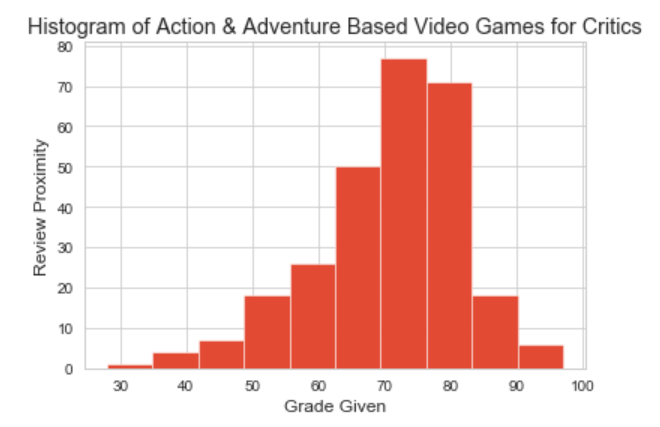 Histogram of Action & Adventure Based Video Games for Critics
80
70
60
50
40
30
20
10
0
Review Proximity
30 40 50 60 70 80 90 100
Grade Given